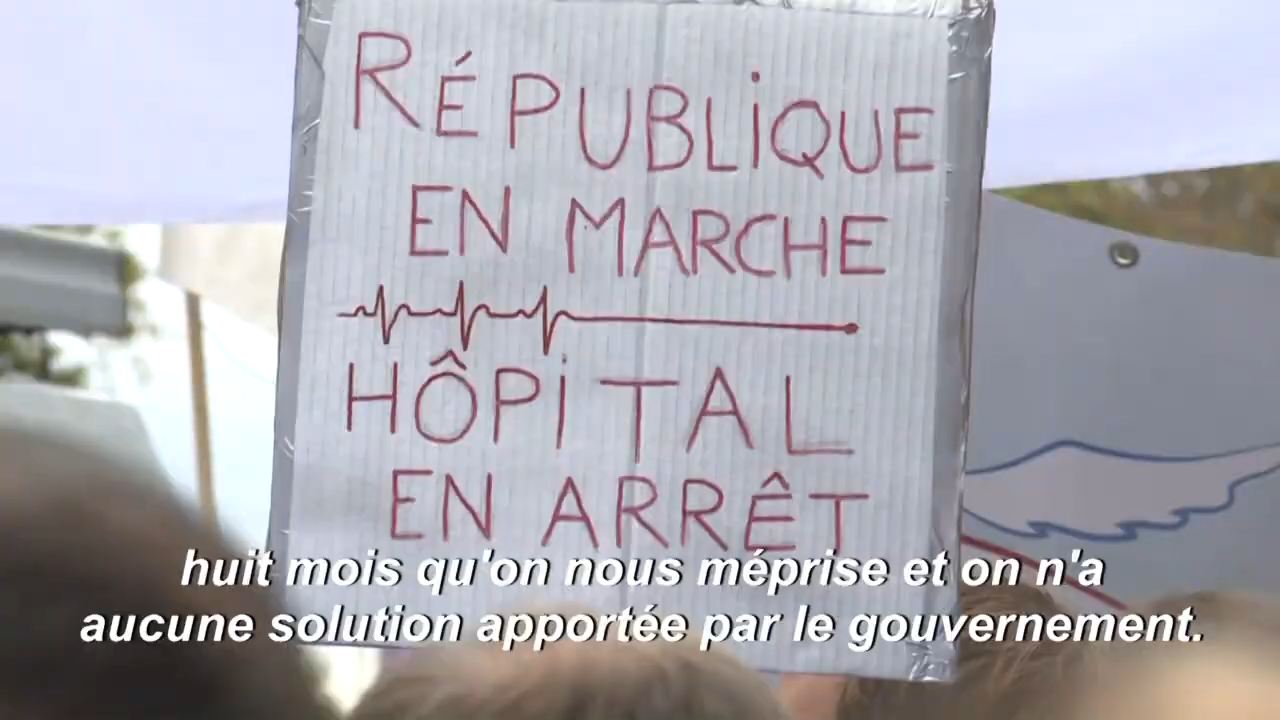 RÉPUBLIQUE
EN MARCHE
HÔPITAL
EN ARRÊT
huit mois qu'on nous méprise et on n'a
aucune solution apportée par le gouvernement.